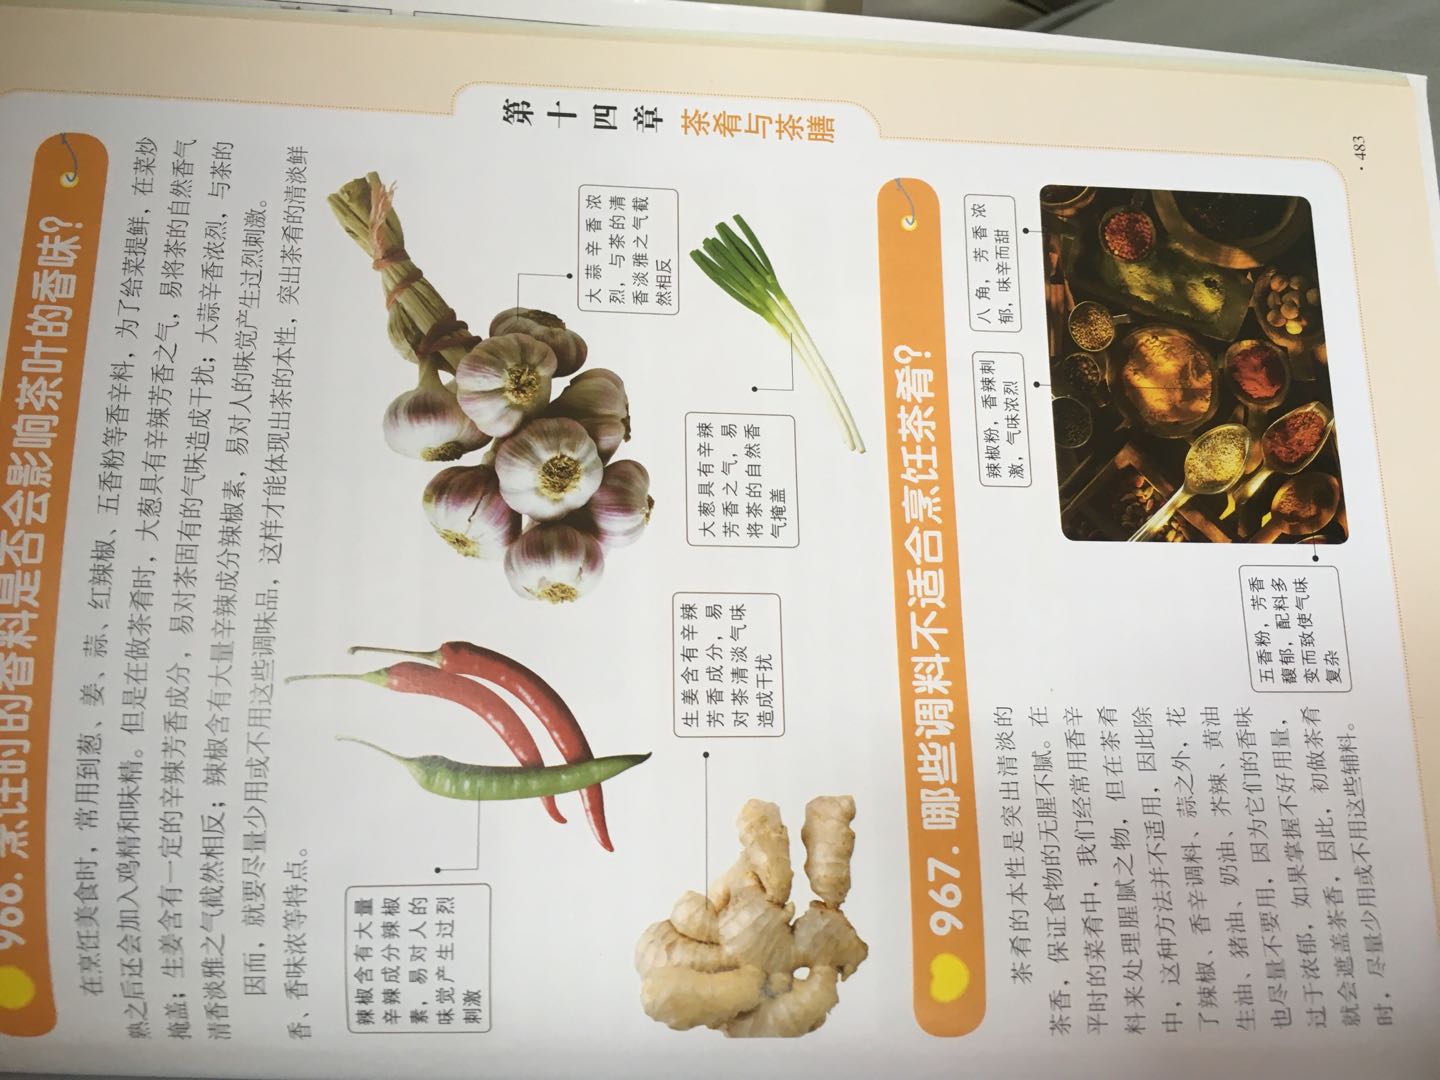 966. 烹饪时的香料是否会影响茶叶的香味?
在烹饪美食时，常用到葱、姜、蒜、红辣椒、五香粉等香辛料，为了给菜提鲜，在菜炒
熟之后还会加入鸡精和味精。但是在做茶肴时，大葱具有辛辣芳香之气，易将茶的自然香气
掩盖；生姜含有一定的辛辣芳香成分，易对茶固有的气味造成干扰；大蒜辛香浓烈，与茶的
清香淡雅之气截然相反；辣椒含有大量辛辣成分辣椒素，易对人的味觉产生过烈刺激。
因而，就要尽量少用或不用这些调味品，这样才能体现出茶的本性，突出茶肴的清淡鲜
香、香味浓等特点。
辣椒含有大量
辛辣成分辣椒
素，易对人的
味觉产生过烈
刺激
大蒜辛香浓
烈，与茶的清
香淡雅之气截
然相反
生姜含有辛辣
芳香成分，易
对茶清淡气味
造成干扰
大葱具有辛辣
芳香之气，易
将茶的自然香
气掩盖
第十四章 茶肴与茶膳
967. 哪些调料不适合烹饪茶肴?
茶肴的本性是突出清淡的
茶香，保证食物的无腥不腻。在
平时的菜肴中，我们经常用香辛
料来处理腥腻之物，但在茶肴
中，这种方法并不适用，因此除
了辣椒、香辛调料、蒜之外，花
生油、猪油、奶油、芥辣、黄油
也尽量不要用，因为它们的香味
过于浓郁，如果掌握不好用量，
就会遮盖茶香，因此，初做茶肴
时，尽量少用或不用这些辅料。
辣椒粉，香辣刺
激，气味浓烈
八角，芳香浓
郁，味辛而甜
五香粉，芳香
馥郁，配料多
变而致使气味
复杂
·483